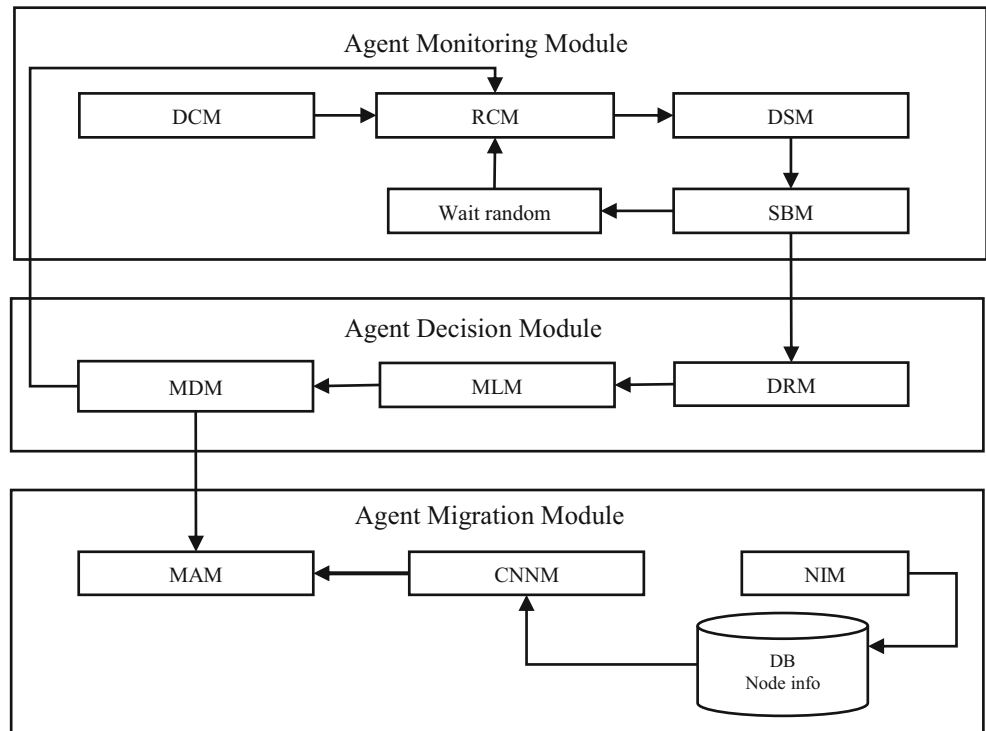 Agent Monitoring Module
DCM
RCM
DSM
Wait random
SBM
Agent Decision Module
MDM
MLM
DRM
Agent Migration Module
MAM
CNNM
NIM
DB
Node info